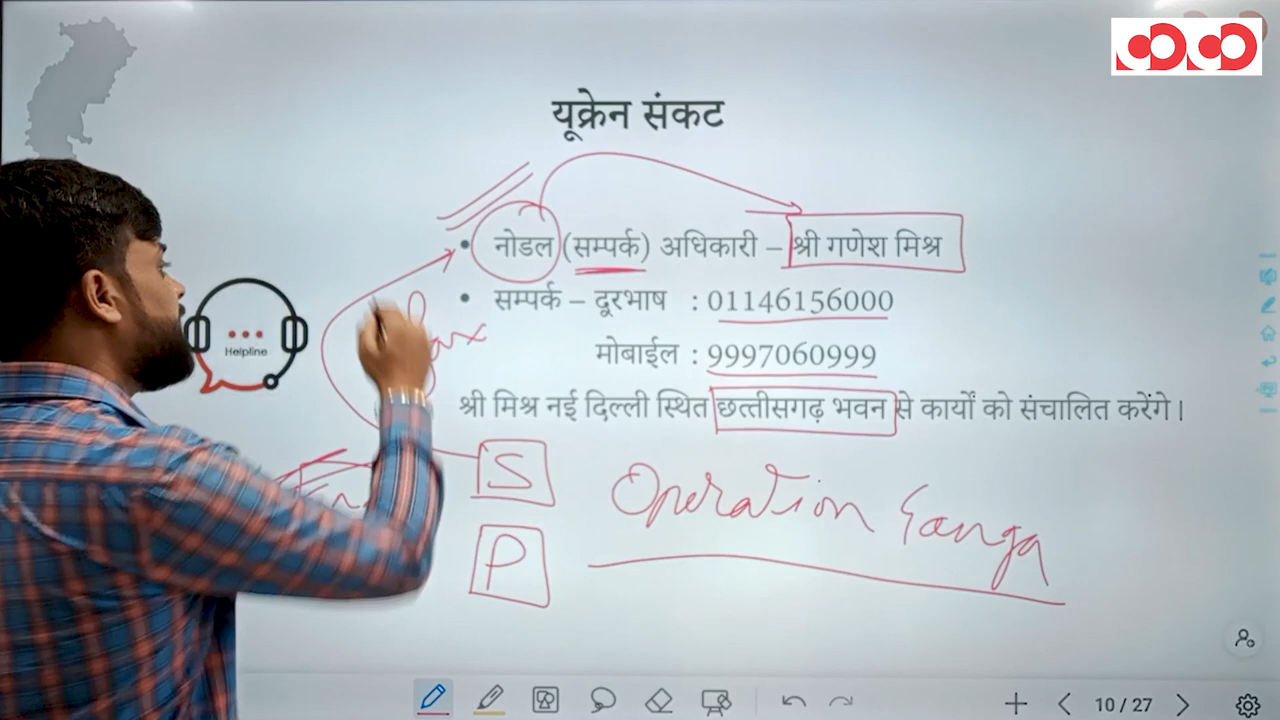 यूक्रेन संकट
• नोडल (सम्पर्क) अधिकारी – श्री गणेश मिश्र
• सम्पर्क – दूरभाष : 01146156000
मोबाईल : 9997060999
श्री मिश्र नई दिल्ली स्थित छत्तीसगढ़ भवन से कार्यों को संचालित करेंगे।
Helpline
S
P
Operation Ganga
10 / 27